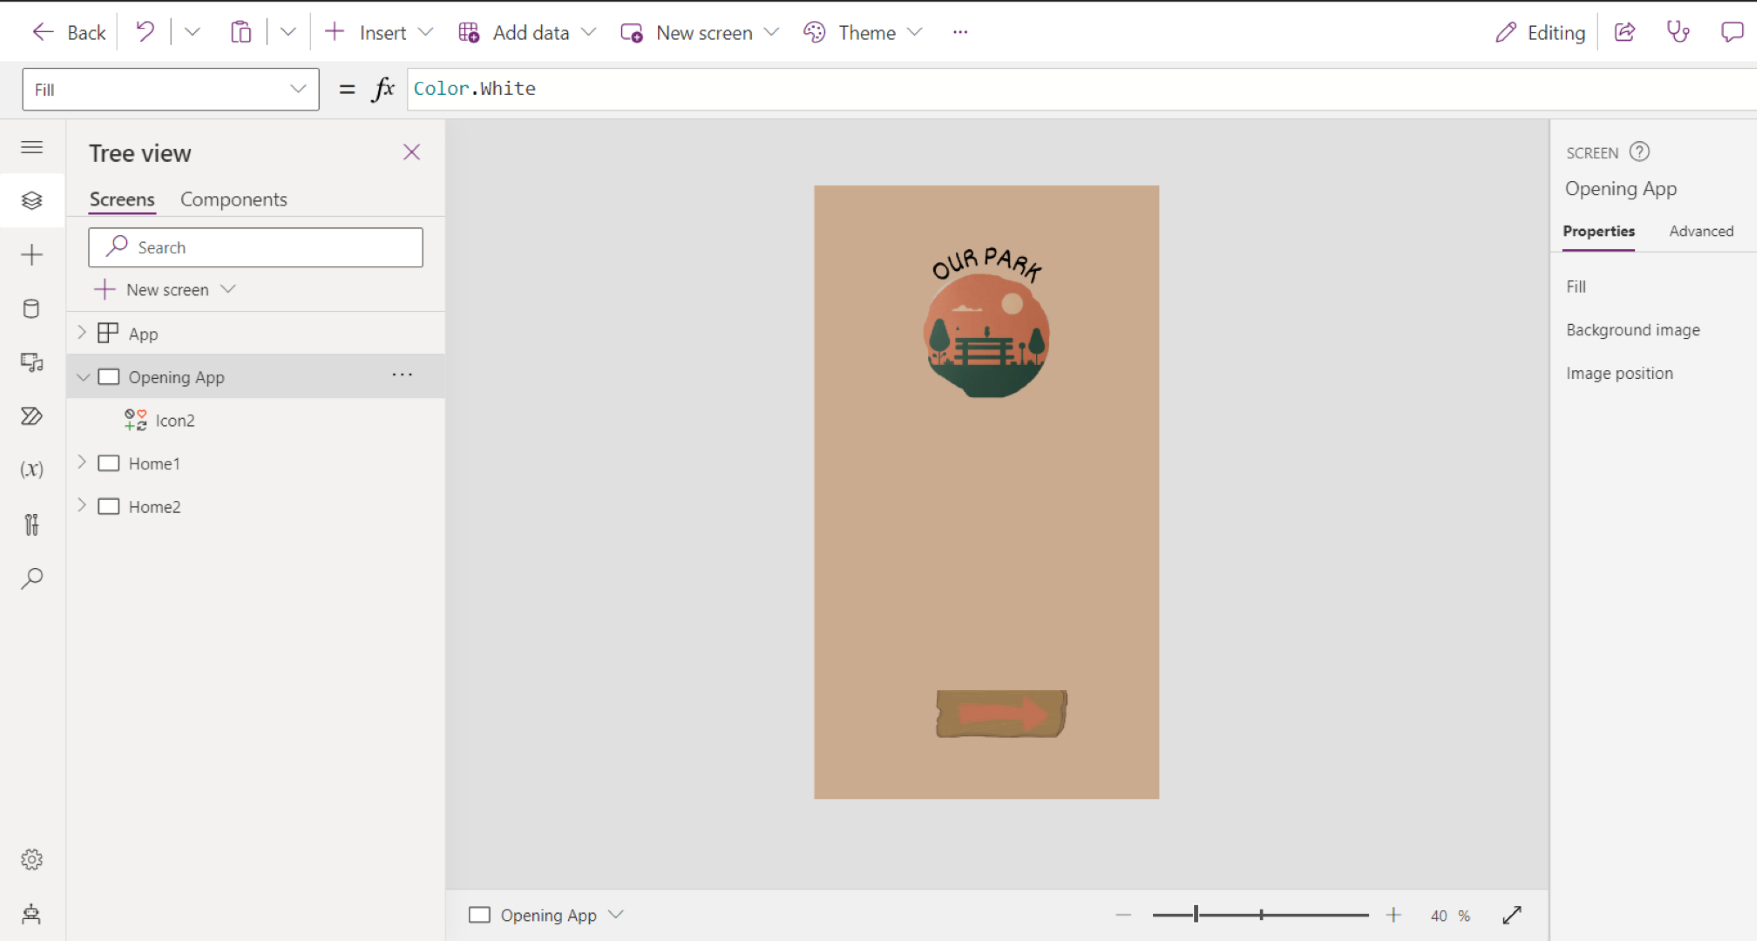 Back
Insert
Add data
New screen
Theme
...
Editing
Fill
= fx
Color.White
Tree view
Screens
Components
Search
New screen
App
Opening App
...
Icon2
Home1
Home2
(x)
OUR PARK
SCREEN ?
Opening App
Properties
Advanced
Fill
Background image
Image position
Opening App
40 %